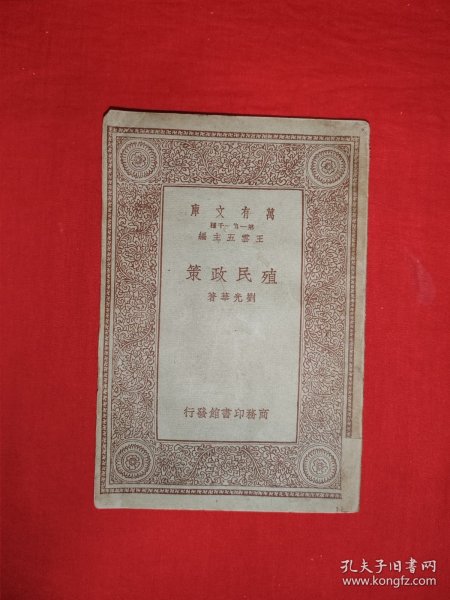 庫文有萬
種千一第一集
編主五雲王
策政民殖
著華光劉
行發館書印務商
孔夫子旧书网
www.kongfz.com